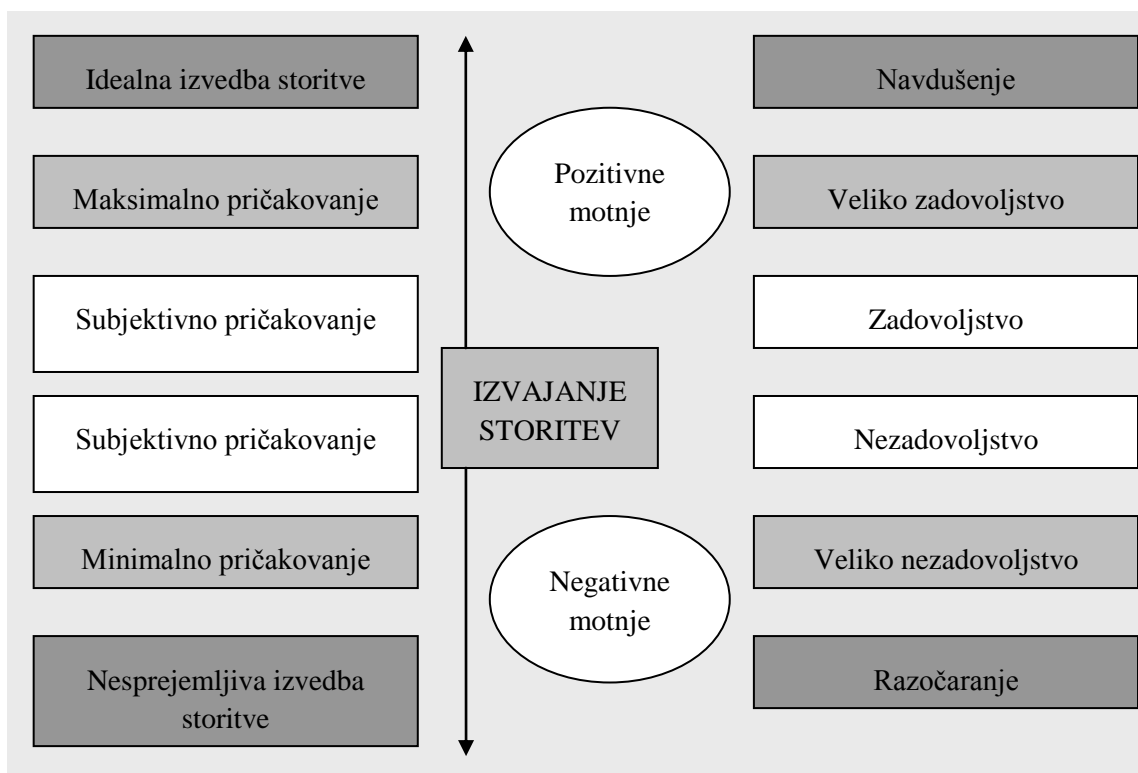 Idealna izvedba storitve
Maksimalno pričakovanje
Subjektivno pričakovanje
Subjektivno pričakovanje
Minimalno pričakovanje
Nesprejemljiva izvedba
storitve
Pozitivne
motnje
IZVAJANJE
STORITEV
Negativne
motnje
Navdušenje
Veliko zadovoljstvo
Zadovoljstvo
Nezadovoljstvo
Veliko nezadovoljstvo
Razočaranje